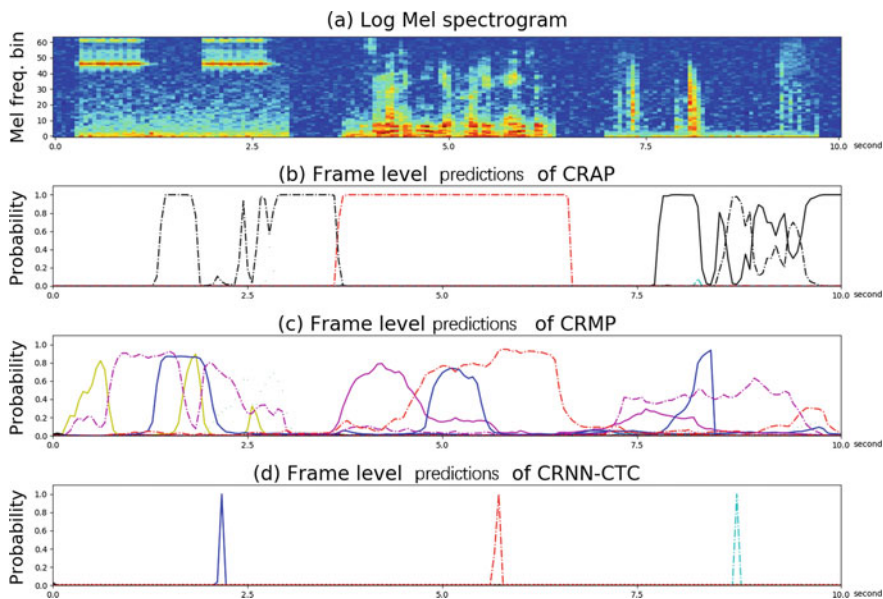 (a) Log Mel spectrogram
Mel freq. bin
60
50
40
30
20
10
0
0.0 2.5 5.0 7.5 10.0 second
(b) Frame level predictions of CRAP
Probability
1.0
0.8
0.6
0.4
0.2
0.0
0.0 2.5 5.0 7.5 10.0 second
(c) Frame level predictions of CRMP
Probability
1.0
0.8
0.6
0.4
0.2
0.0
0.0 2.5 5.0 7.5 10.0 second
(d) Frame level predictions of CRNN-CTC
Probability
1.0
0.8
0.6
0.4
0.2
0.0
0.0 2.5 5.0 7.5 10.0 second